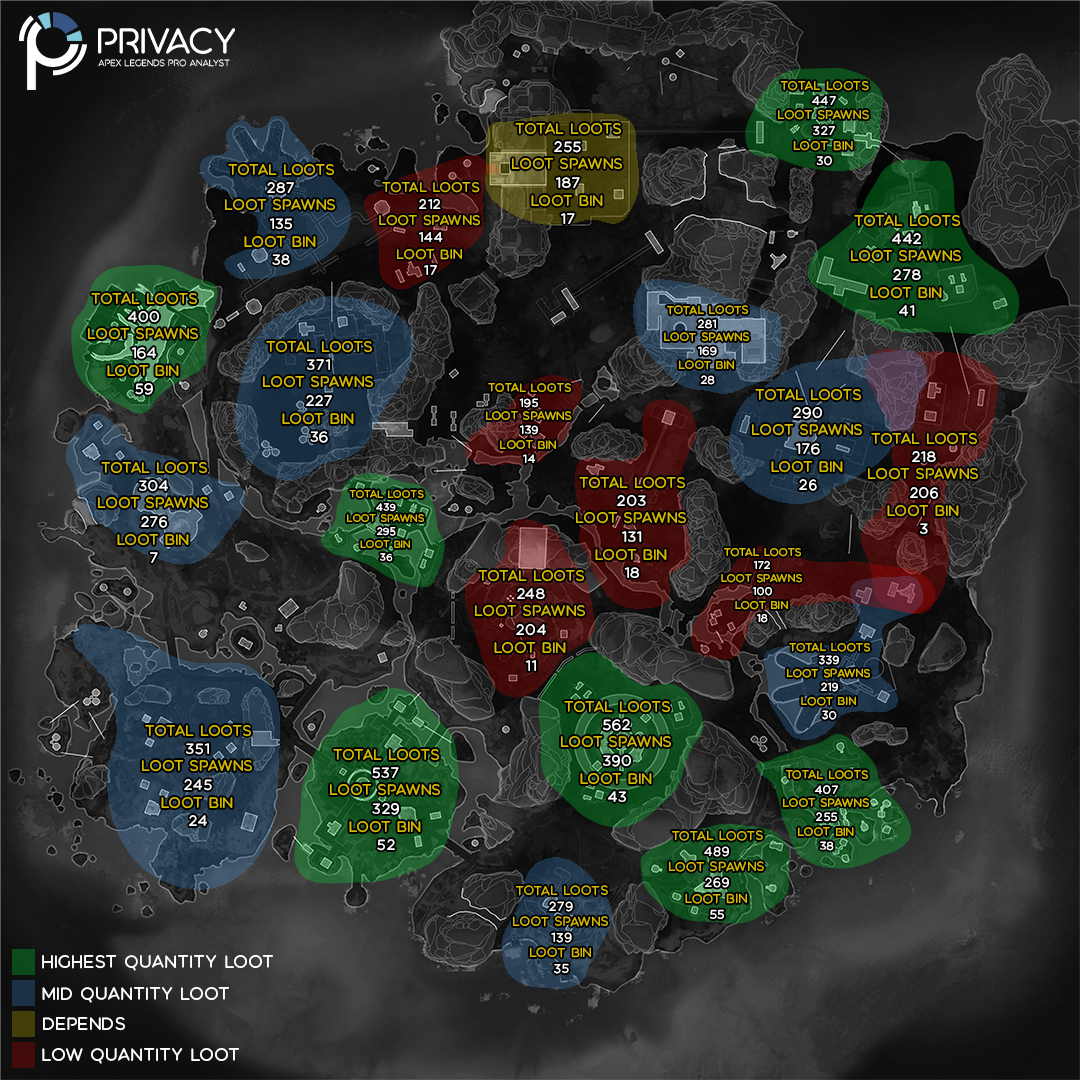 PRIVACY
APEX LEGENDS PRO ANALYST
TOTAL LOOTS
447
LOOT SPAWNS
327
LOOT BIN
30
TOTAL LOOTS
255
LOOT SPAWNS
187
LOOT BIN
17
TOTAL LOOTS
287
LOOT SPAWNS
135
LOOT BIN
38
TOTAL LOOTS
212
LOOT SPAWNS
144
LOOT BIN
17
TOTAL LOOTS
442
LOOT SPAWNS
278
LOOT BIN
41
TOTAL LOOTS
400
LOOT SPAWNS
164
LOOT BIN
59
TOTAL LOOTS
371
LOOT SPAWNS
227
LOOT BIN
36
TOTAL LOOTS
281
LOOT SPAWNS
169
LOOT BIN
28
TOTAL LOOTS
195
LOOT SPAWNS
139
LOOT BIN
14
TOTAL LOOTS
290
LOOT SPAWNS
176
LOOT BIN
26
TOTAL LOOTS
218
LOOT SPAWNS
206
LOOT BIN
3
TOTAL LOOTS
304
LOOT SPAWNS
276
LOOT BIN
7
TOTAL LOOTS
439
LOOT SPAWNS
295
LOOT BIN
36
TOTAL LOOTS
203
LOOT SPAWNS
131
LOOT BIN
18
TOTAL LOOTS
172
LOOT SPAWNS
100
LOOT BIN
18
TOTAL LOOTS
248
LOOT SPAWNS
204
LOOT BIN
11
TOTAL LOOTS
339
LOOT SPAWNS
219
LOOT BIN
30
TOTAL LOOTS
351
LOOT SPAWNS
245
LOOT BIN
24
TOTAL LOOTS
537
LOOT SPAWNS
329
LOOT BIN
52
TOTAL LOOTS
562
LOOT SPAWNS
390
LOOT BIN
43
TOTAL LOOTS
407
LOOT SPAWNS
255
LOOT BIN
38
TOTAL LOOTS
489
LOOT SPAWNS
269
LOOT BIN
55
TOTAL LOOTS
279
LOOT SPAWNS
139
LOOT BIN
35
HIGHEST QUANTITY LOOT
MID QUANTITY LOOT
DEPENDS
LOW QUANTITY LOOT